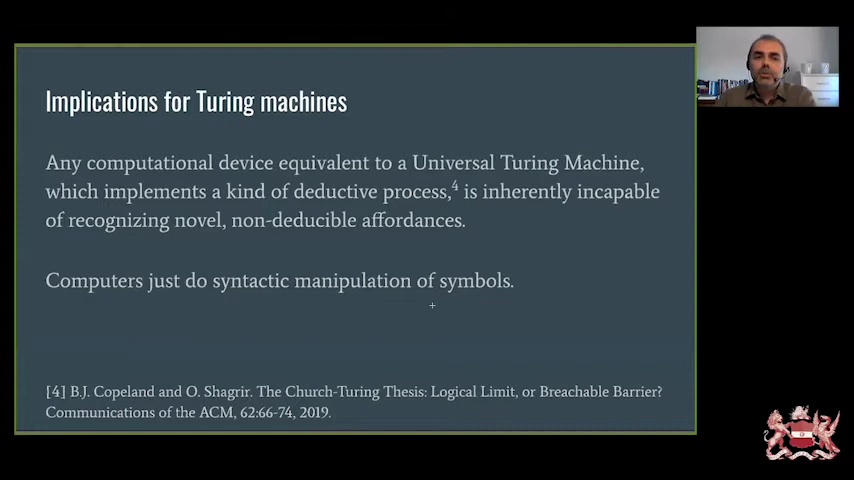 Implications for Turing machines
Any computational device equivalent to a Universal Turing Machine,
which implements a kind of deductive process,⁴ is inherently incapable
of recognizing novel, non-deducible affordances.
Computers just do syntactic manipulation of symbols.
[4] B.J. Copeland and O. Shagrir. The Church-Turing Thesis: Logical Limit, or Breachable Barrier?
Communications of the ACM, 62:66-74, 2019.